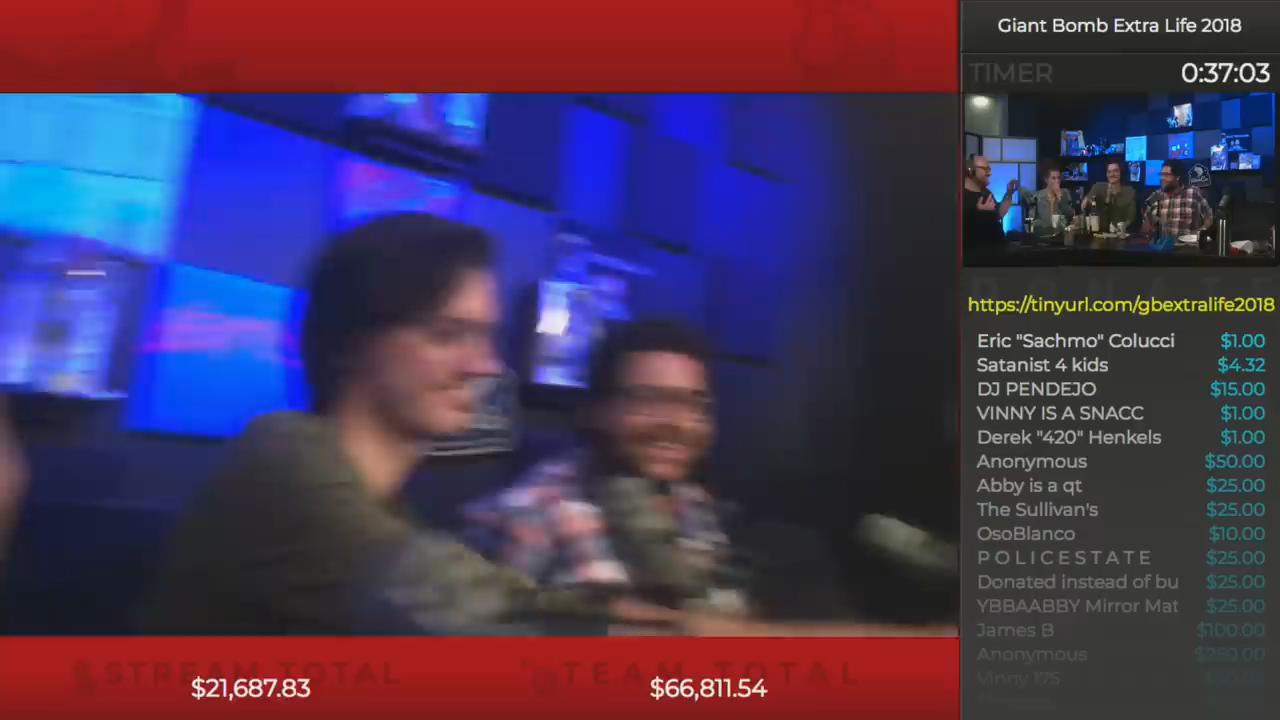 Giant Bomb Extra Life 2018
TIMER
0:37:03
https://tinyurl.com/gbextralife2018
Eric "Sachmo" Colucci $1.00
Satanist 4 kids $4.32
DJ PENDEJO $15.00
VINNY IS A SNACC $1.00
Derek "420" Henkels $1.00
Anonymous $50.00
Abby is a qt $25.00
The Sullivan's $25.00
OsoBlanco $10.00
POLICESTATE $25.00
Donated instead of bu $25.00
YBBAABBY Mirror Mat $25.00
James B $100.00
Anonymous $250.00
Vinny 175
STREAM TOTAL
$21,687.83
TEAM TOTAL
$66,811.54